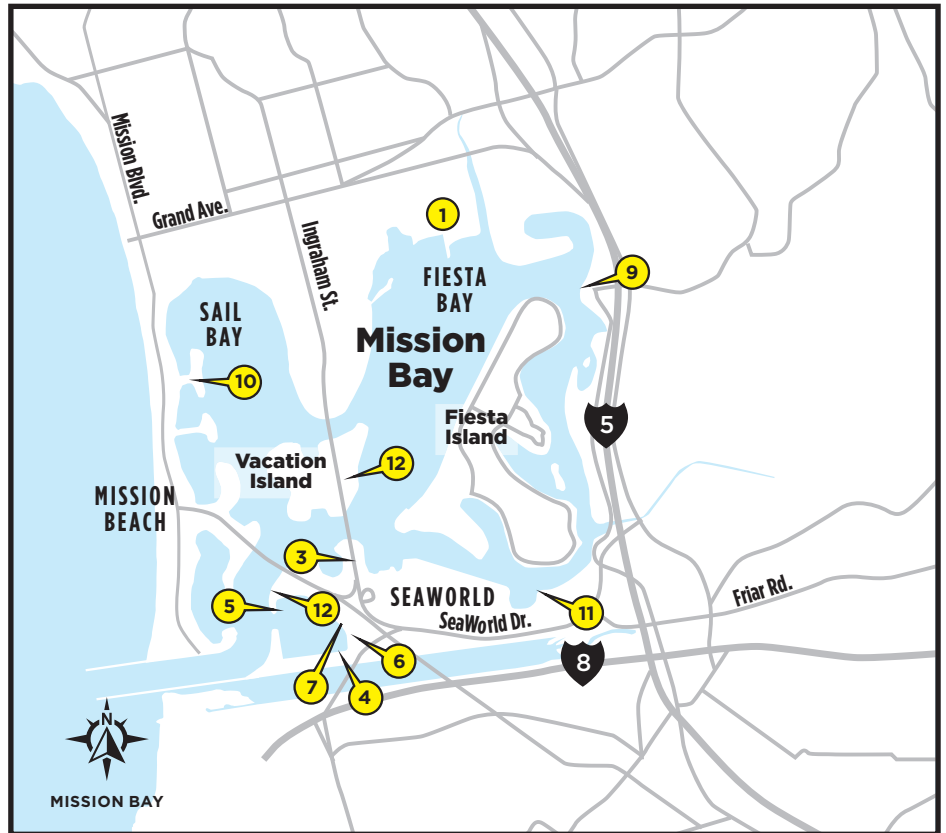 Mission Blvd.
Grand Ave.
Ingraham St.
1
FIESTA
BAY
9
SAIL
BAY
Mission
Bay
10
5
Fiesta
Island
Vacation
Island
12
MISSION
BEACH
3
SEAWORLD
SeaWorld Dr.
Friar Rd.
5
12
11
6
8
7
4
N
MISSION BAY